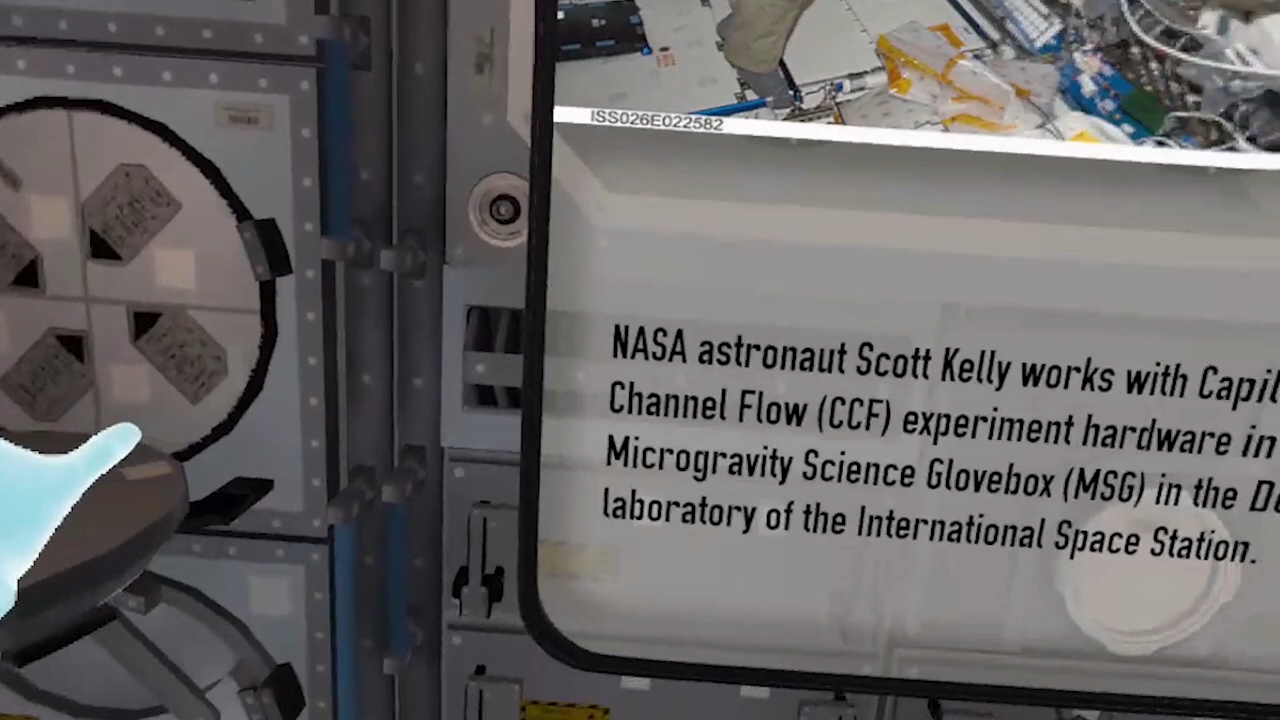 ISS026E022582
NASA astronaut Scott Kelly works with Capil
Channel Flow (CCF) experiment hardware in
Microgravity Science Glovebox (MSG) in the
laboratory of the International Space Station.